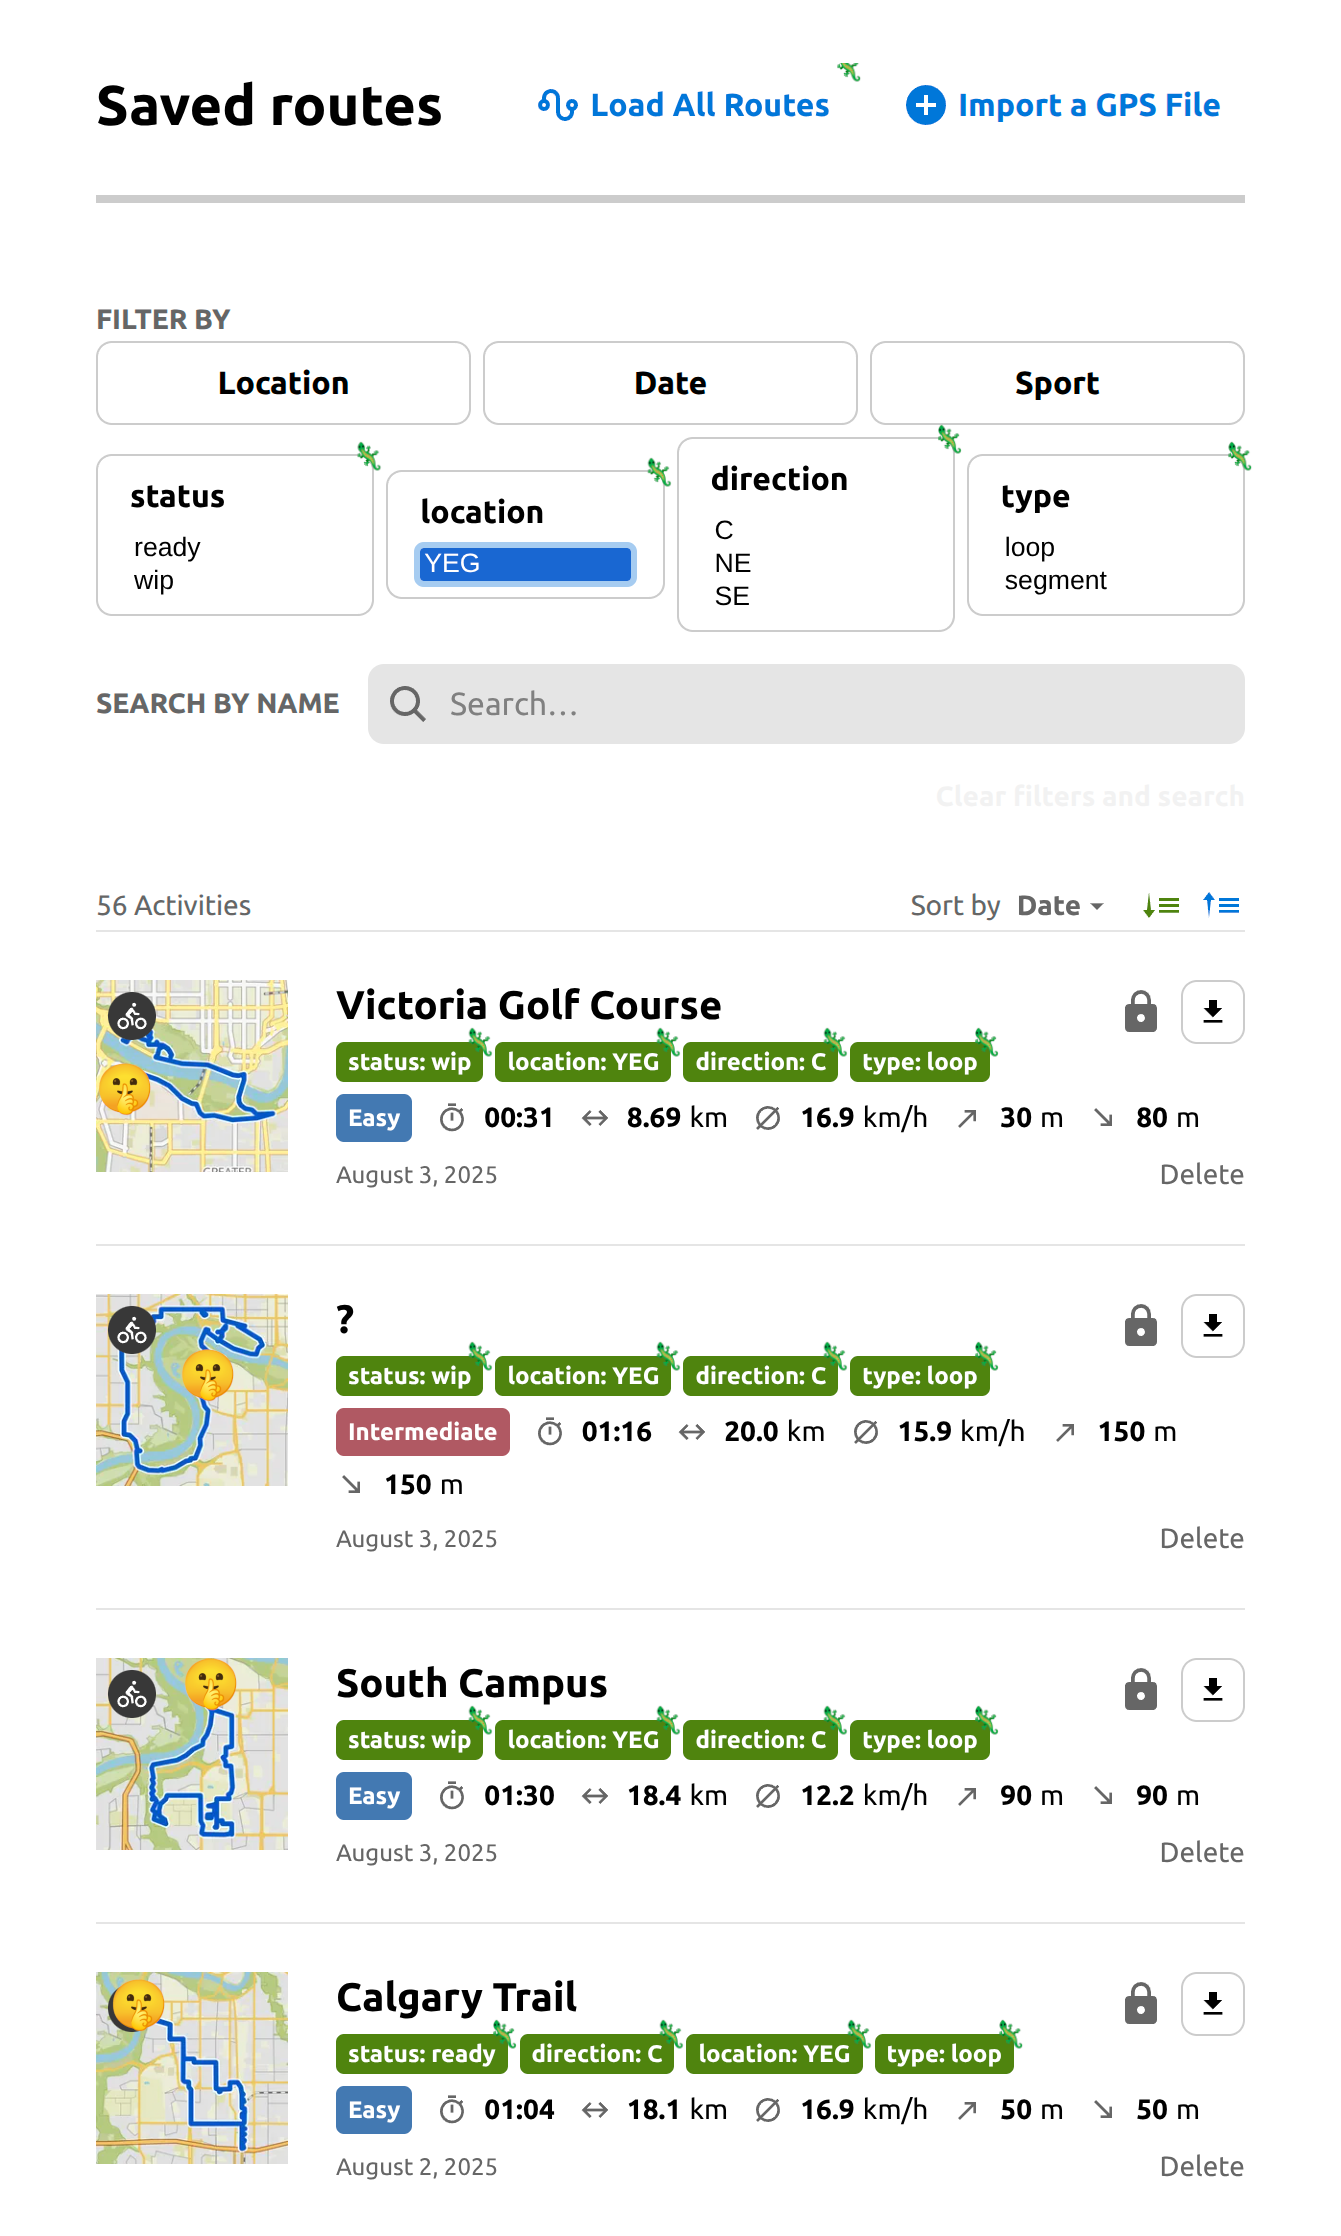 Saved routes
Load All Routes
Import a GPS File
FILTER BY
Location
Date
Sport
status
ready
wip
location
YEG
direction
C
NE
SE
type
loop
segment
SEARCH BY NAME
Search...
Clear filters and search
56 Activities
Sort by Date
Victoria Golf Course
status: wip location: YEG direction: C type: loop
Easy 00:31 8.69 km 16.9 km/h 30 m 80 m
August 3, 2025 Delete
GREATER
?
status: wip location: YEG direction: C type: loop
Intermediate 01:16 20.0 km 15.9 km/h 150 m
150 m
August 3, 2025 Delete
South Campus
status: wip location: YEG direction: C type: loop
Easy 01:30 18.4 km 12.2 km/h 90 m 90 m
August 3, 2025 Delete
Calgary Trail
status: ready direction: C location: YEG type: loop
Easy 01:04 18.1 km 16.9 km/h 50 m 50 m
August 2, 2025 Delete